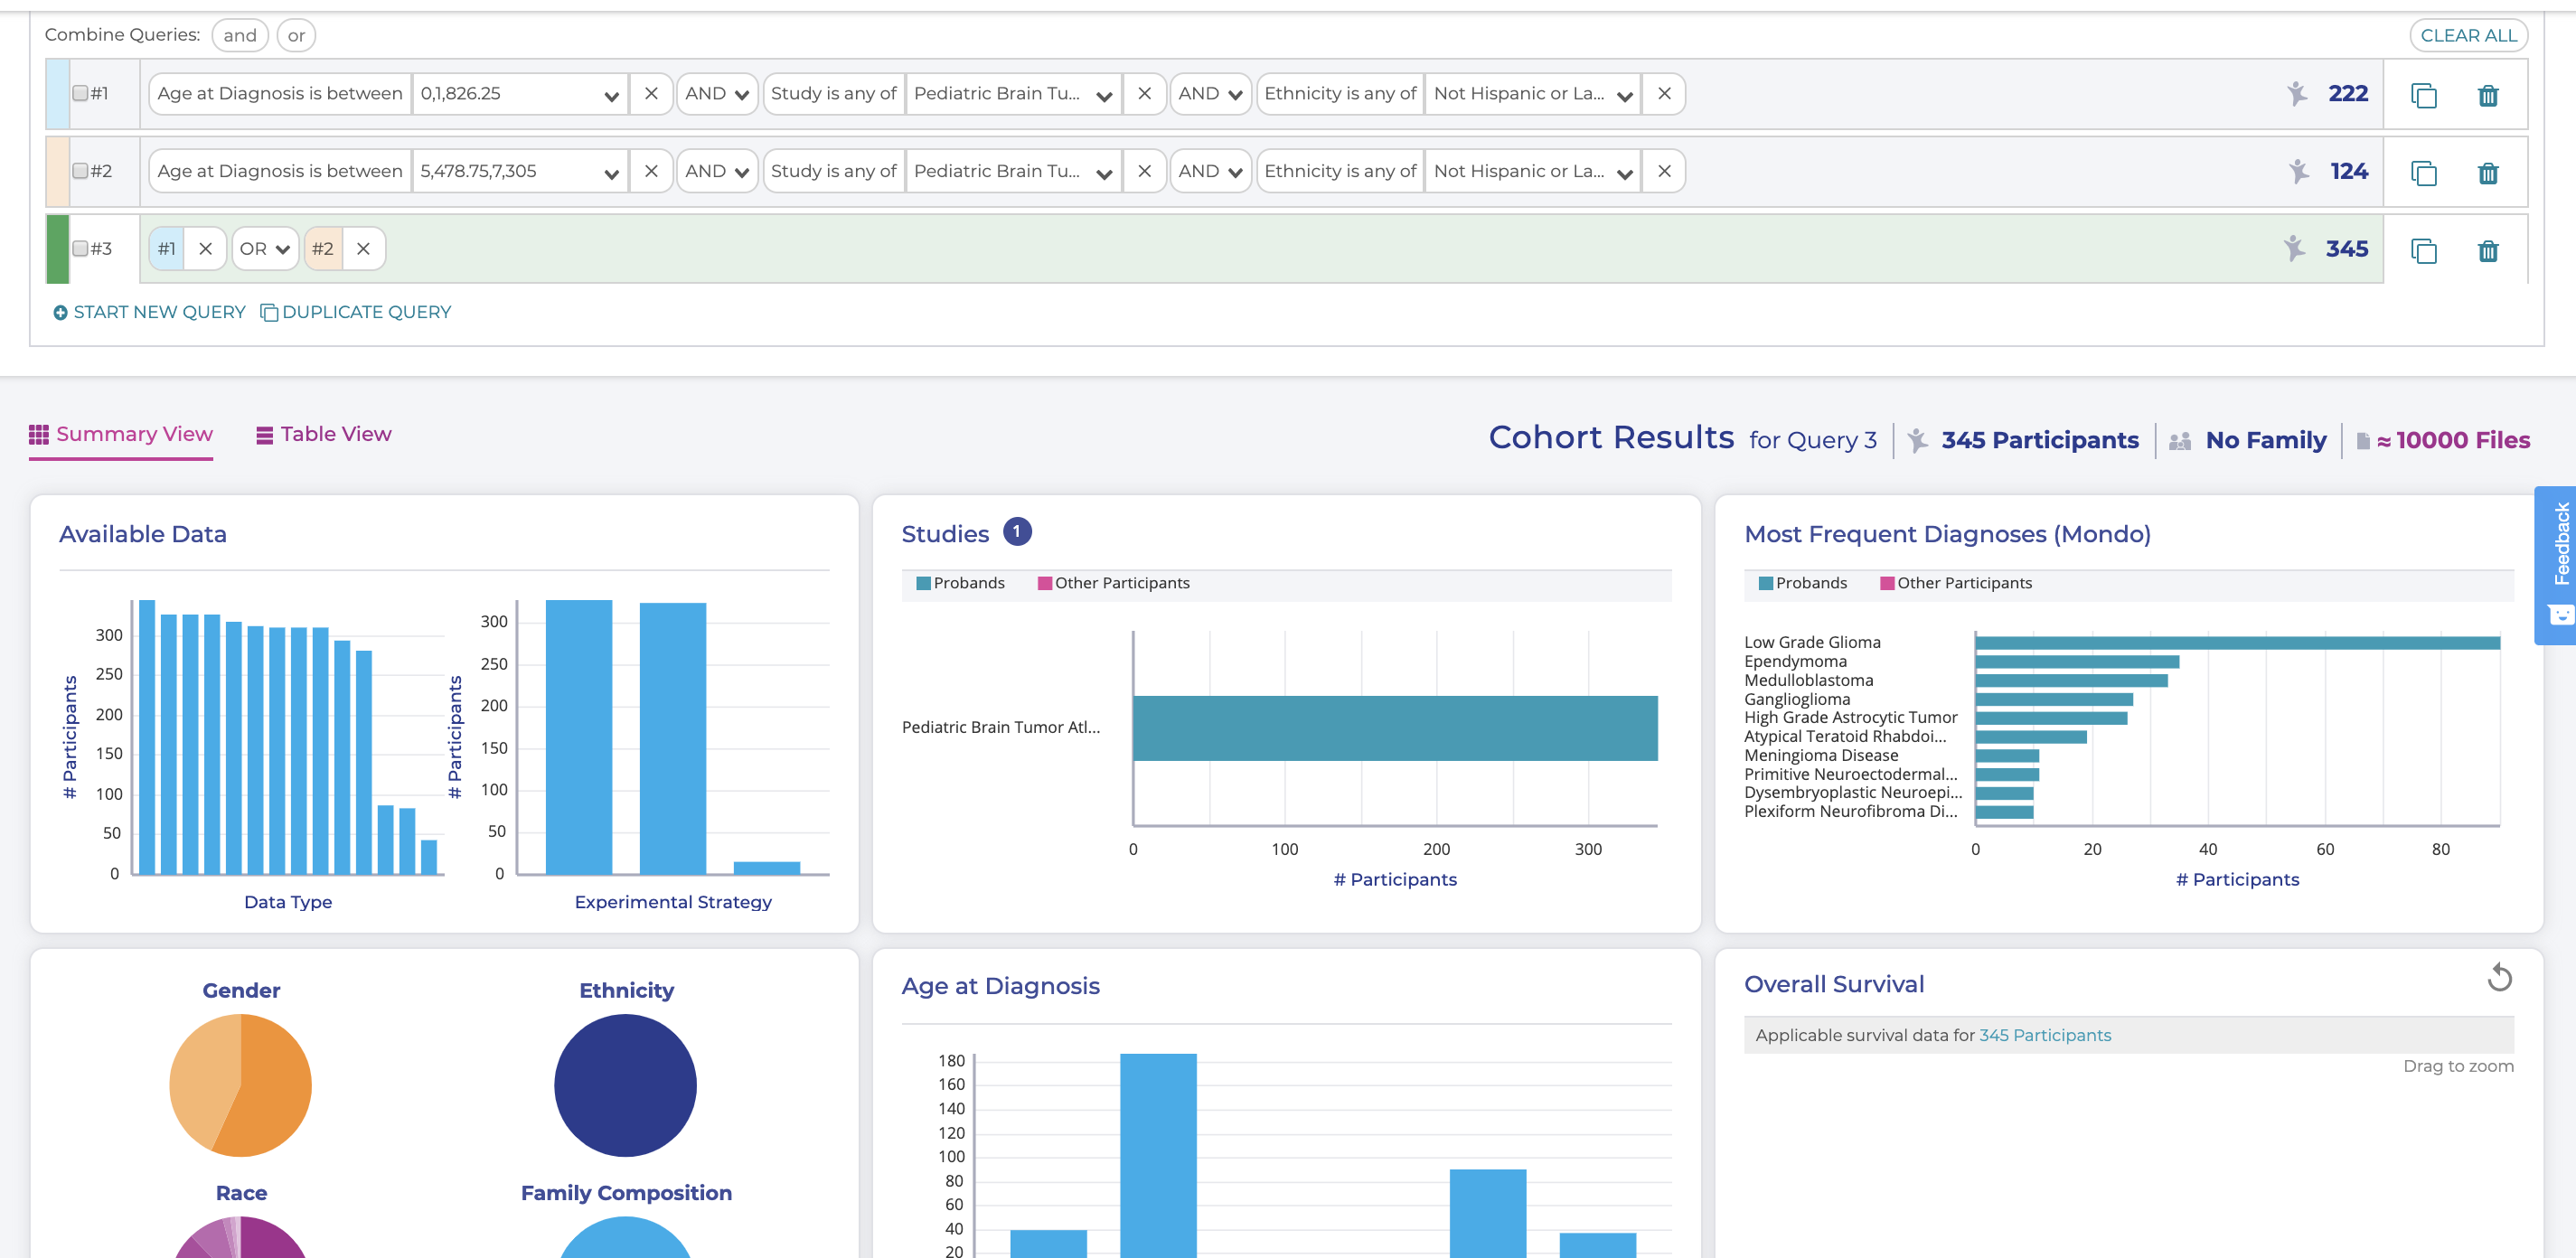 Combine Queries: and or CLEAR ALL
#1 Age at Diagnosis is between 0,1,826.25 AND Study is any of Pediatric Brain Tu... AND Ethnicity is any of Not Hispanic or La... 222
#2 Age at Diagnosis is between 5,478.75,7,305 AND Study is any of Pediatric Brain Tu... AND Ethnicity is any of Not Hispanic or La... 124
#3 #1 OR #2 345
START NEW QUERY DUPLICATE QUERY
Summary View Table View
Cohort Results for Query 3 345 Participants No Family ≈ 10000 Files
Feedback
Available Data
# Participants
300
250
200
150
100
50
0
Data Type
# Participants
300
250
200
150
100
50
0
Experimental Strategy
Studies 1
Probands Other Participants
Pediatric Brain Tumor Atl...
0 100 200 300
# Participants
Most Frequent Diagnoses (Mondo)
Probands Other Participants
Low Grade Glioma
Ependymoma
Medulloblastoma
Ganglioglioma
High Grade Astrocytic Tumor
Atypical Teratoid Rhabdoi...
Meningioma Disease
Primitive Neuroectodermal...
Dysembryoplastic Neuroepi...
Plexiform Neurofibroma Di...
0 20 40 60 80
# Participants
Gender
Ethnicity
Race
Family Composition
Age at Diagnosis
180
160
140
120
100
80
60
40
20
Overall Survival
Applicable survival data for 345 Participants
Drag to zoom